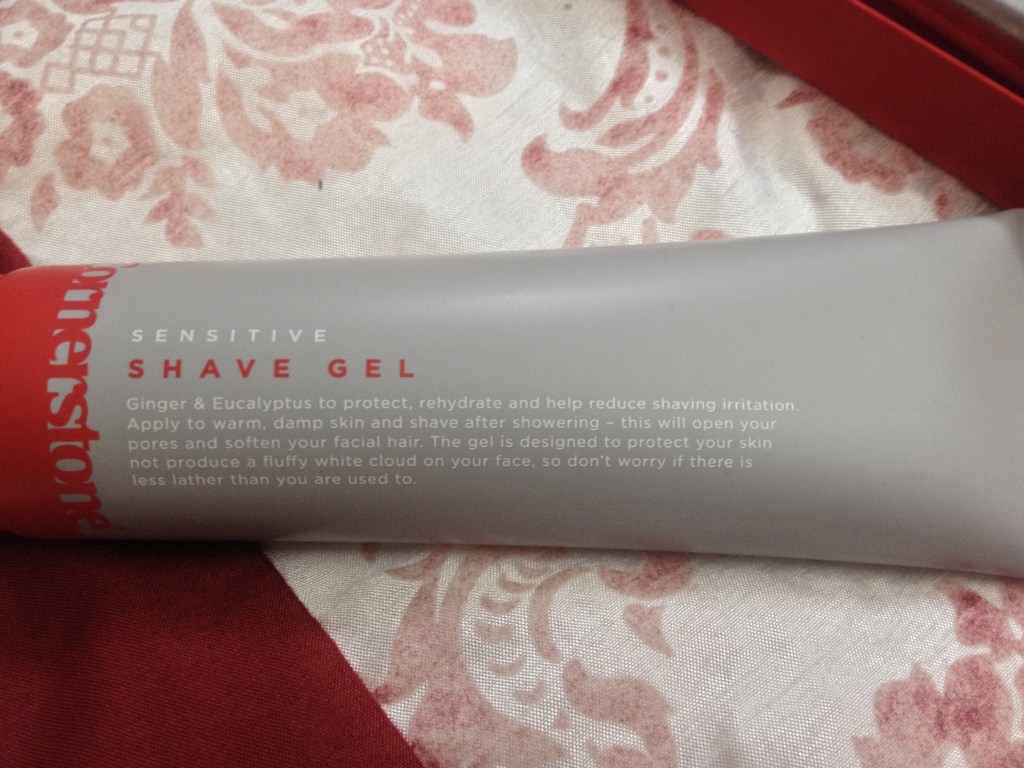 Cornerstone
SENSITIVE
SHAVE GEL
Ginger & Eucalyptus to protect, rehydrate and help reduce shaving irritation.
Apply to warm, damp skin and shave after showering – this will open your
pores and soften your facial hair. The gel is designed to protect your skin
not produce a fluffy white cloud on your face, so don't worry if there is
less lather than you are used to.